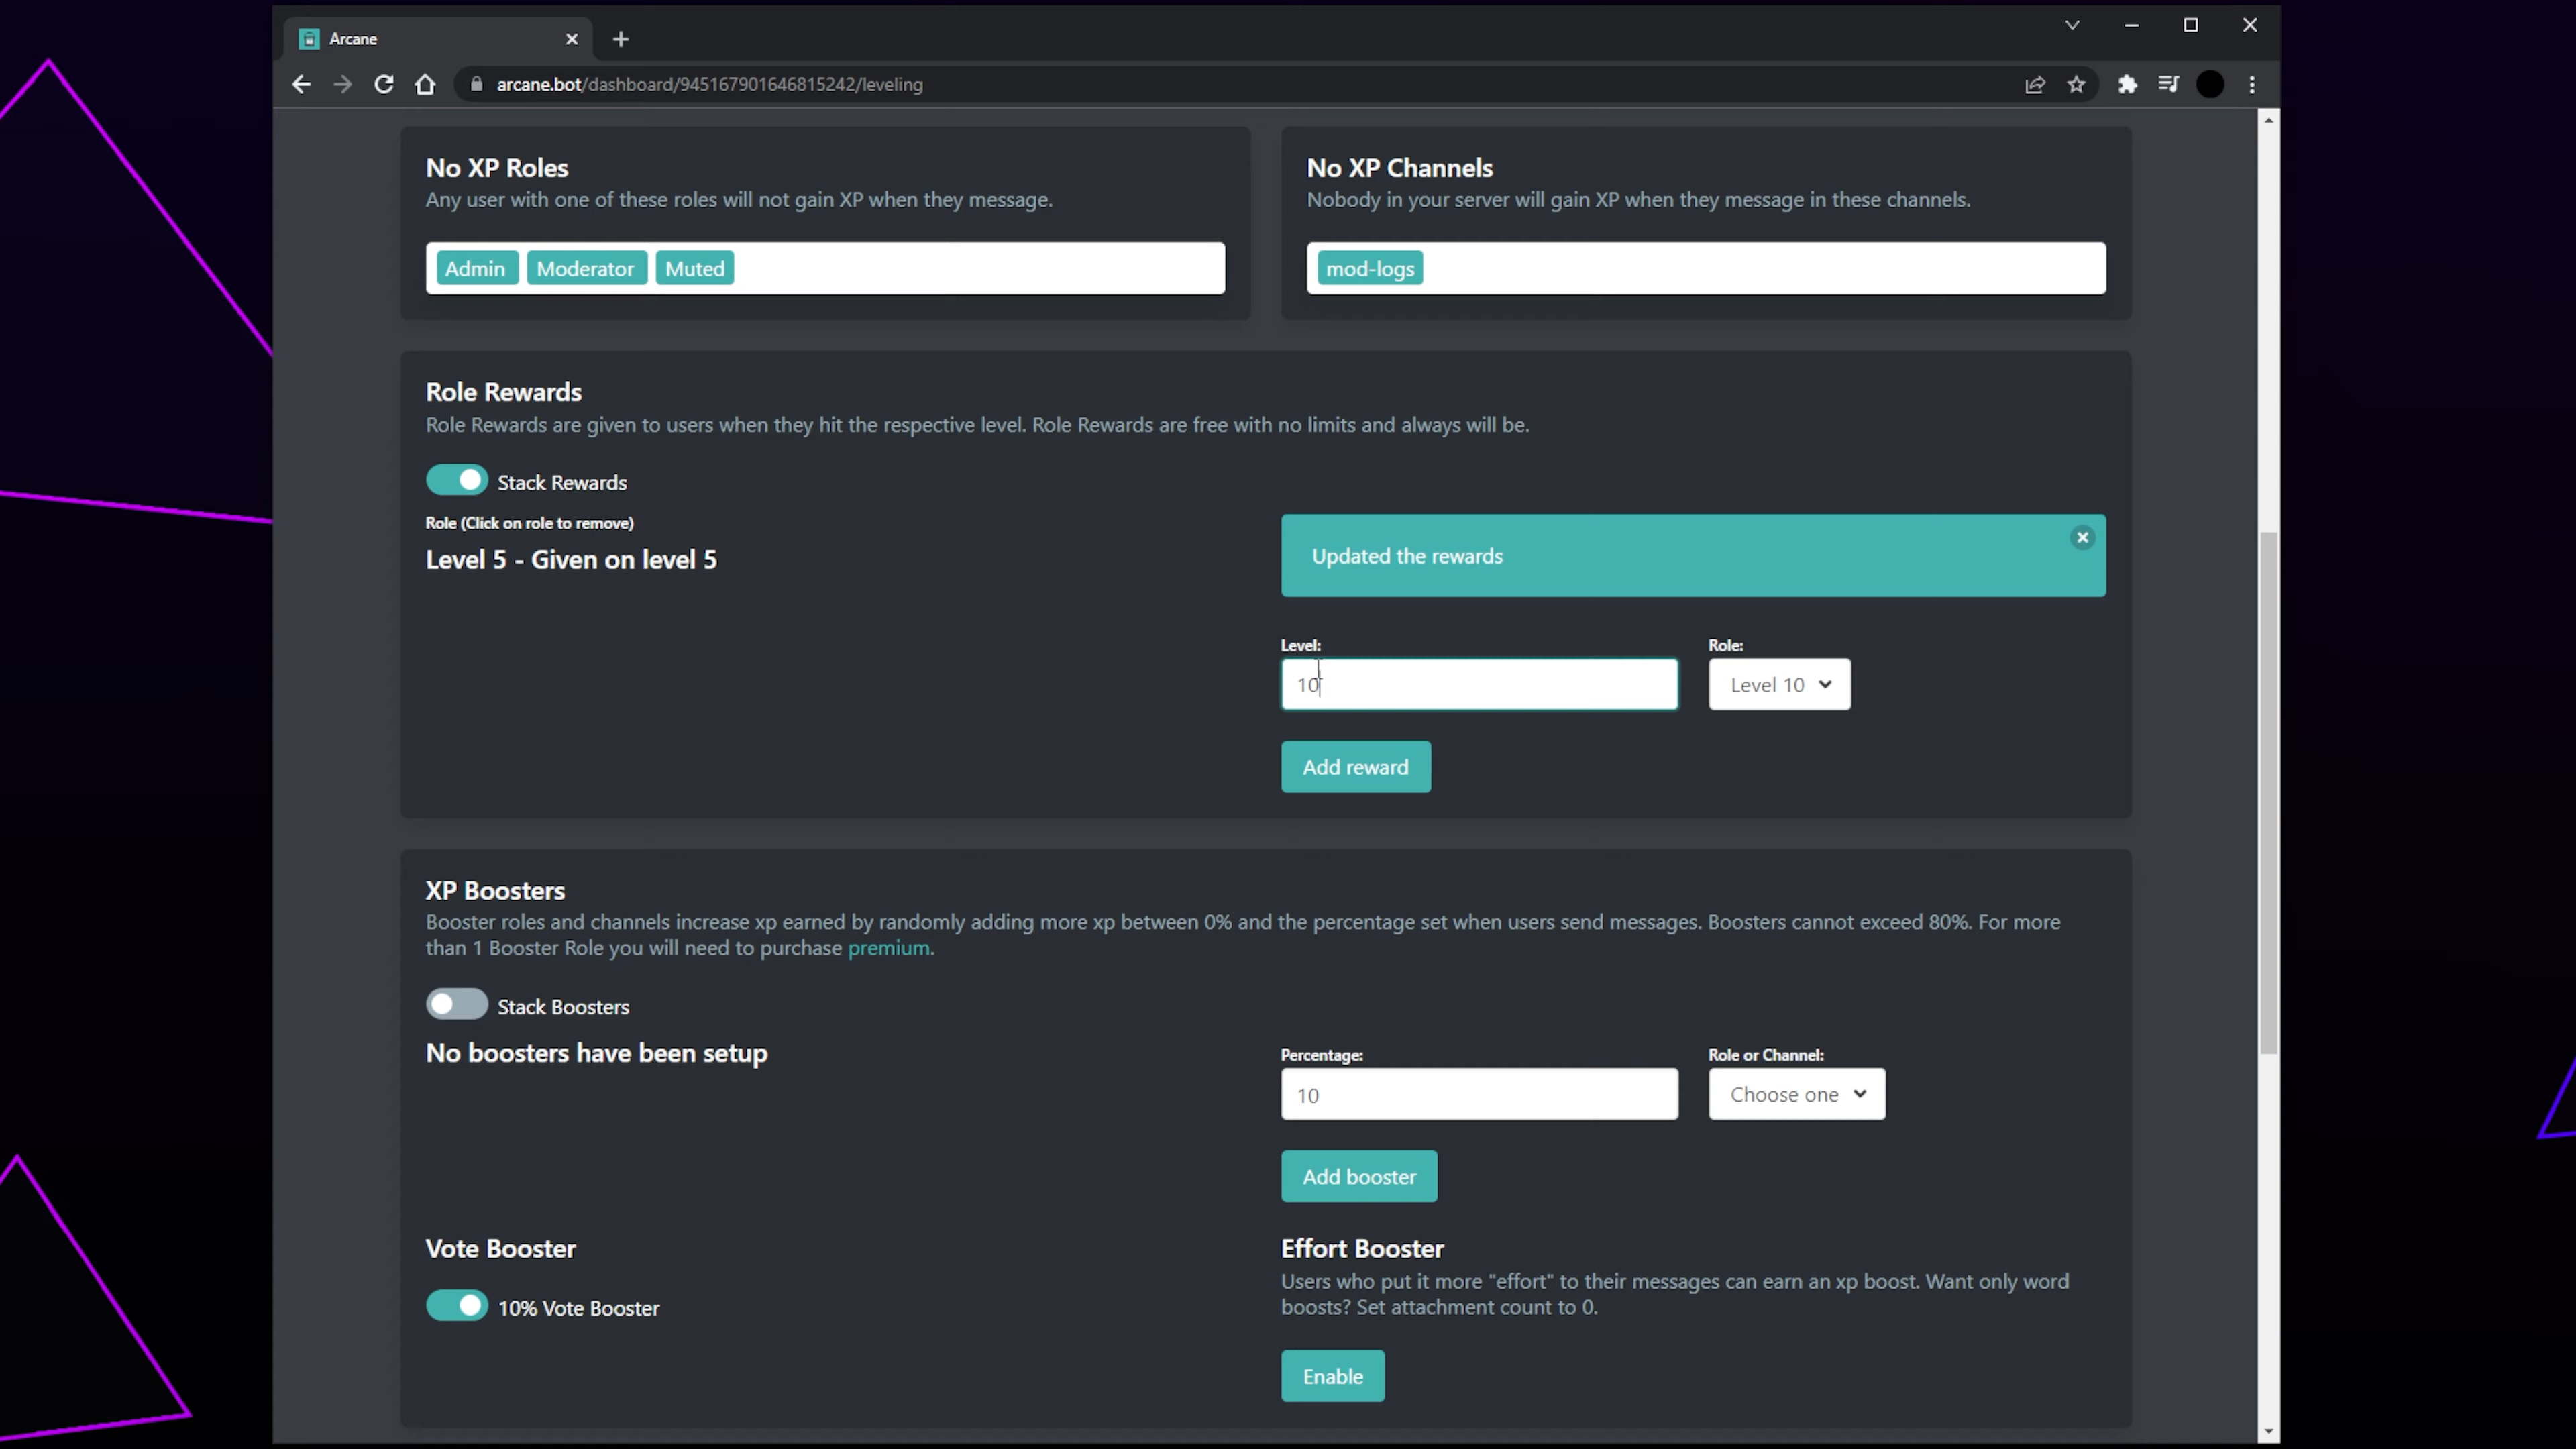 Arcane
arcane.bot/dashboard/945167901646815242/leveling
No XP Roles
Any user with one of these roles will not gain XP when they message.
Admin Moderator Muted
No XP Channels
Nobody in your server will gain XP when they message in these channels.
mod-logs
Role Rewards
Role Rewards are given to users when they hit the respective level. Role Rewards are free with no limits and always will be.
Stack Rewards
Role (Click on role to remove)
Level 5 - Given on level 5
Updated the rewards
Level:
10
Role:
Level 10
Add reward
XP Boosters
Booster roles and channels increase xp earned by randomly adding more xp between 0% and the percentage set when users send messages. Boosters cannot exceed 80%. For more
than 1 Booster Role you will need to purchase premium.
Stack Boosters
No boosters have been setup
Percentage:
10
Role or Channel:
Choose one
Add booster
Vote Booster
10% Vote Booster
Effort Booster
Users who put it more "effort" to their messages can earn an xp boost. Want only word
boosts? Set attachment count to 0.
Enable